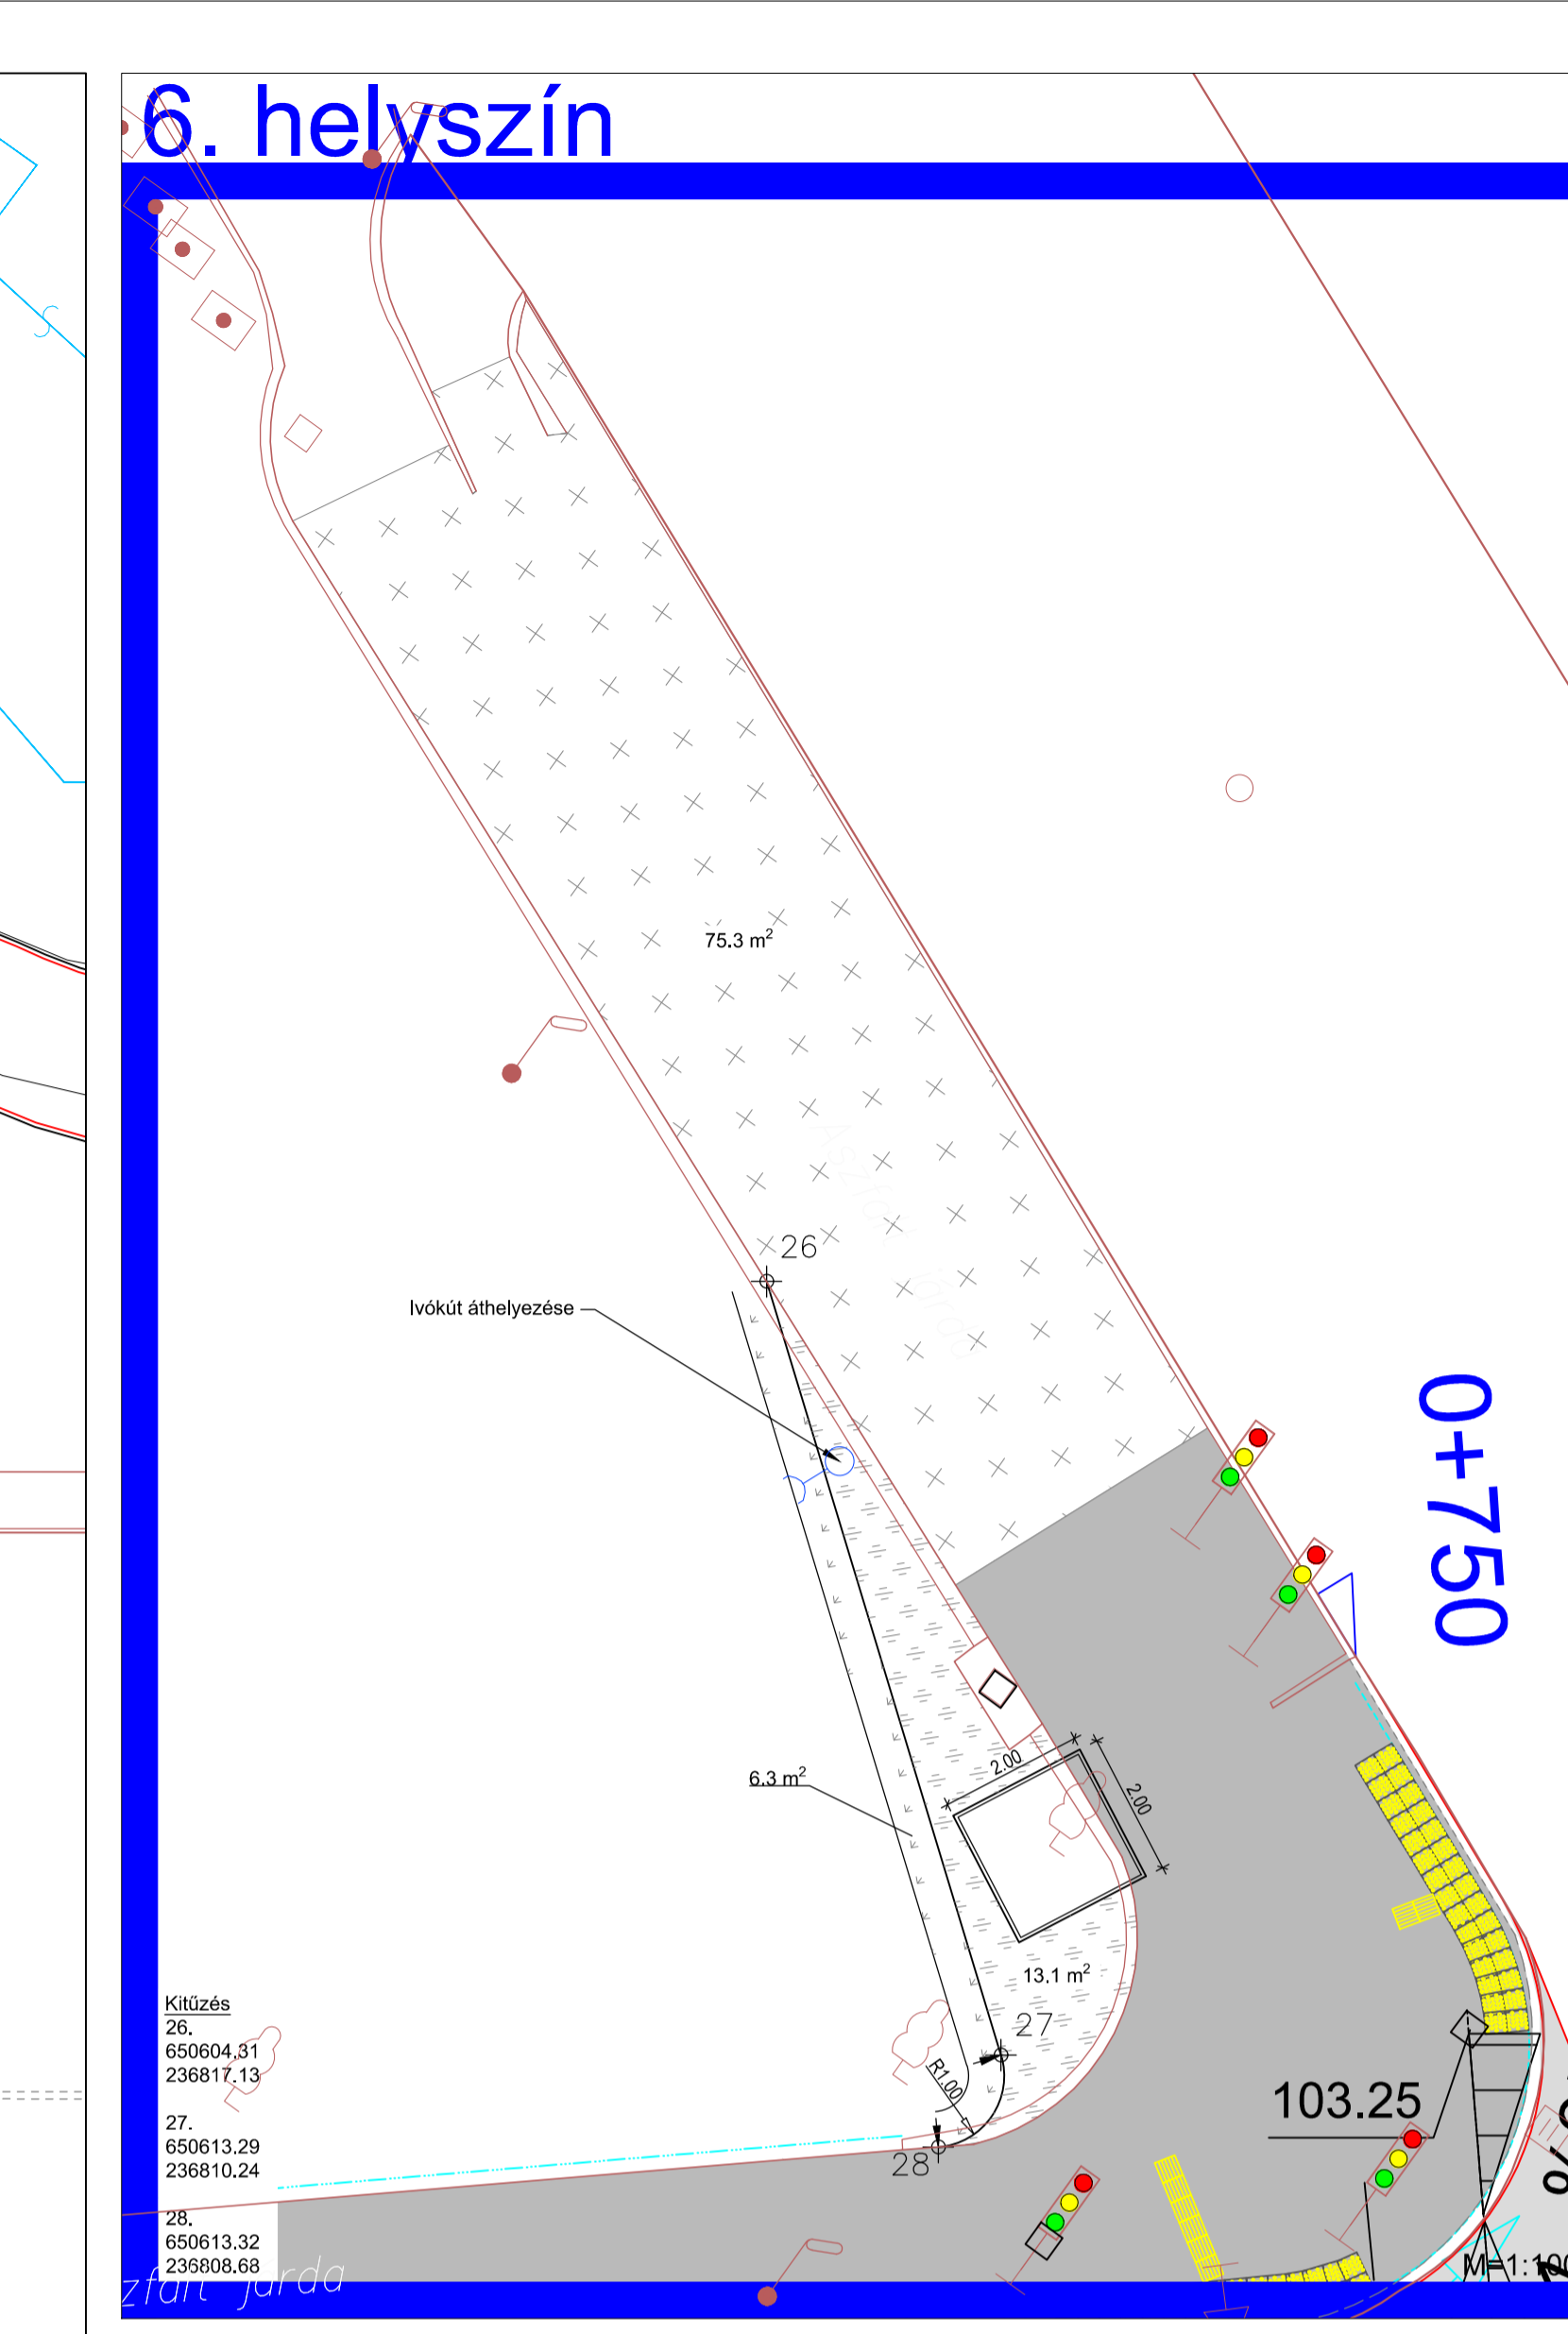 6. helyszín
75.3 m²
26
Ivókút áthelyezése
0+750
2.00
2.00
6.3 m²
13.1 m²
27
R1.00
28
103.25
Kitűzés
26.
650604.31
236817.13
27.
650613.29
236810.24
28.
650613.32
236808.68
járda